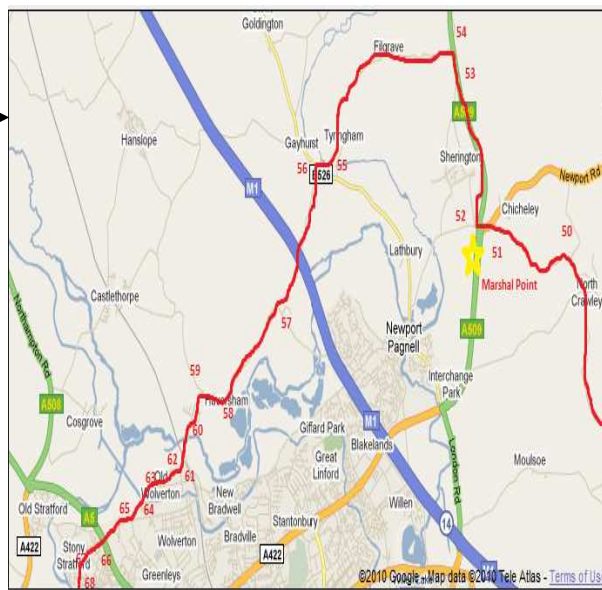 Goldington
Filgrave
54
53
A509
Hanslope
Gayhurst
Tyringham
56
55
B526
Sherington
M1
Newport Rd
52
Chicheley
50
51
Lathbury
Marshal Point
North
Crawley
Castlethorpe
57
Newport
Pagnell
A509
Northampton Rd
59
Haversham
58
Interchange
Park
A508
Cosgrove
60
Giffard Park
M1
Blakelands
London Rd
62
61
Great
Linford
Moulsoe
63
Old
Wolverton
64
New
Bradwell
Willen
Old Stratford
65
A5
Stantonbury
14
Wolverton
Bradville
A422
Stony
Stratford
66
A422
67
68
Greenleys
©2010 Google - Map data ©2010 Tele Atlas - Terms of Us